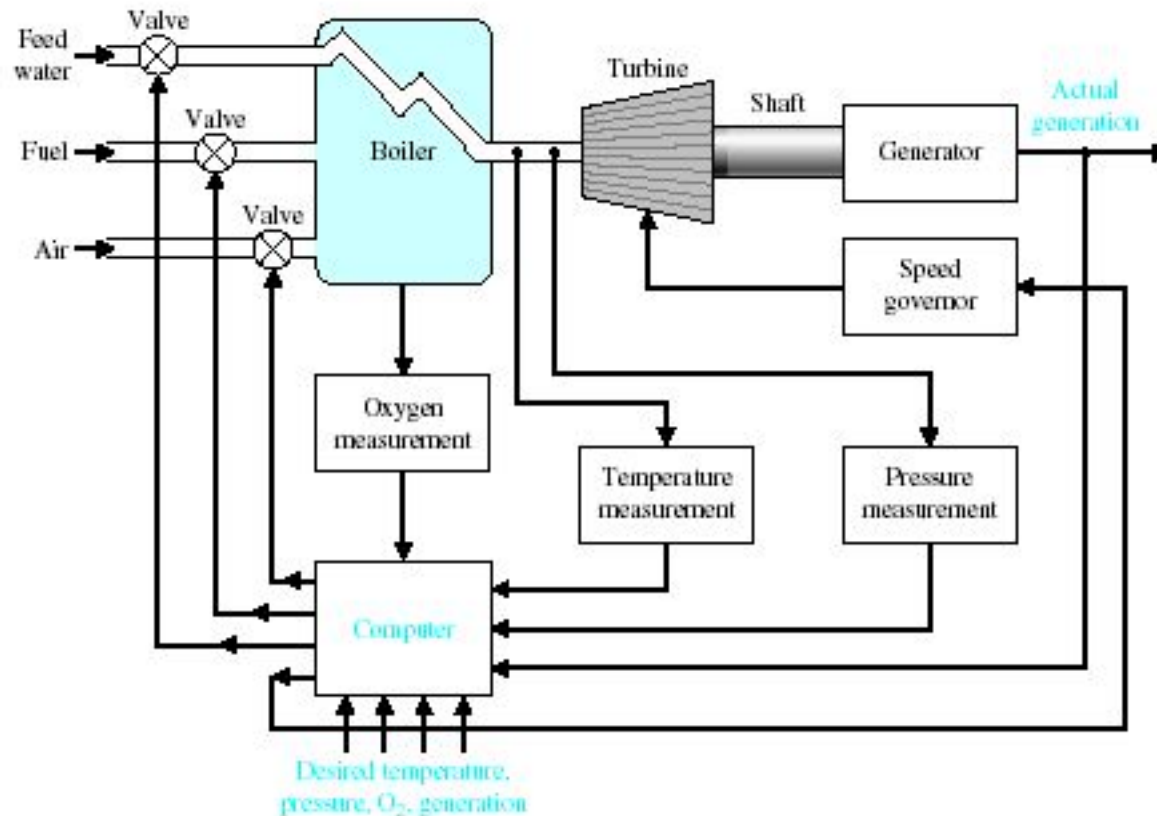 Valve
Feed
water
Turbine
Shaft
Actual
generation
Valve
Fuel
Boiler
Generator
Valve
Air
Speed
governor
Oxygen
measurement
Temperature
measurement
Pressure
measurement
Computer
Desired temperature,
pressure, O₂, generation